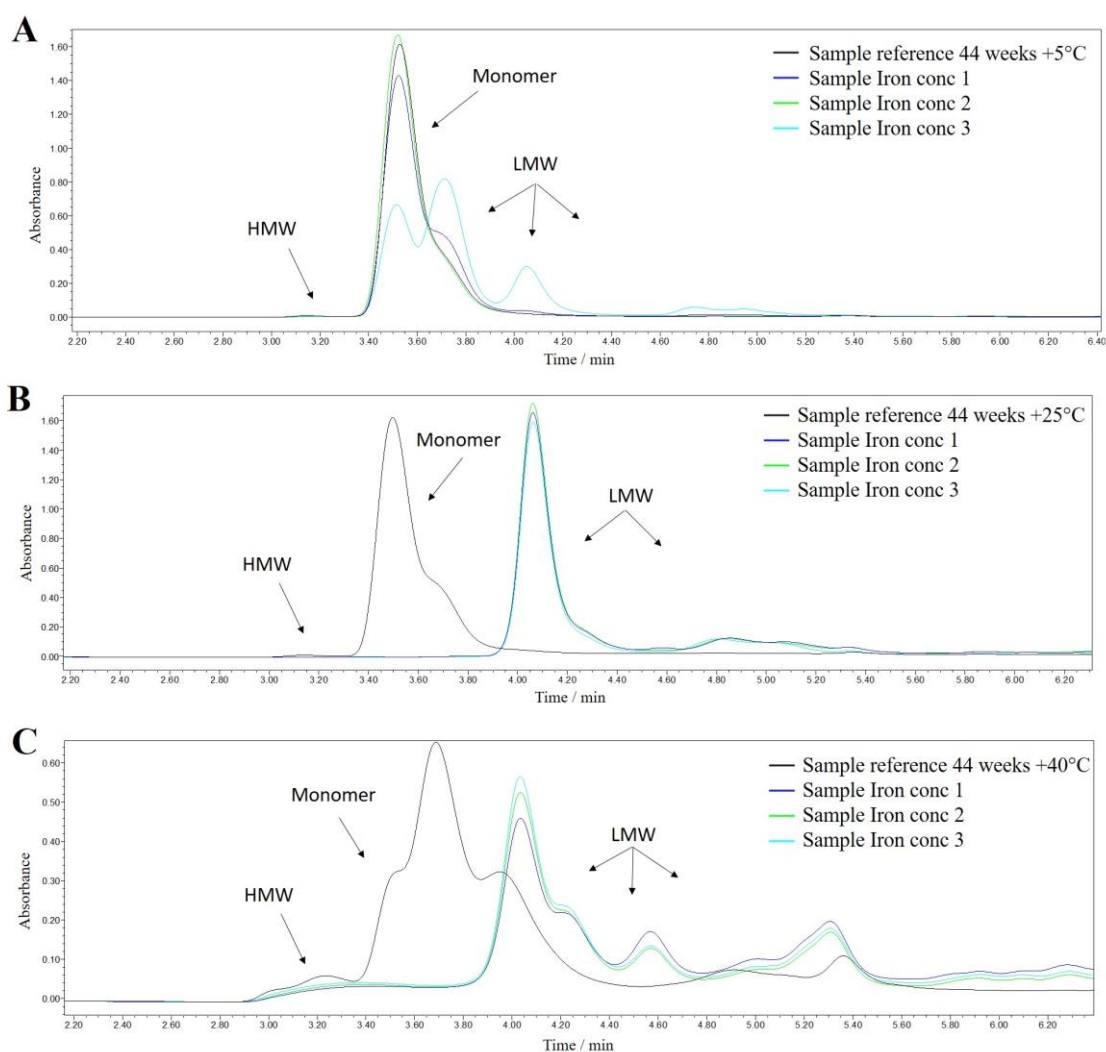 A
Sample reference 44 weeks +5°C
Sample Iron conc 1
Sample Iron conc 2
Sample Iron conc 3
Monomer
LMW
HMW
Absorbance
1.60
1.40
1.20
1.00
0.80
0.60
0.40
0.20
0.00
2.20 2.40 2.60 2.80 3.00 3.20 3.40 3.60 3.80 4.00 4.20 4.40 4.60 4.80 5.00 5.20 5.40 5.60 5.80 6.00 6.20 6.40
Time / min
B
Sample reference 44 weeks +25°C
Sample Iron conc 1
Sample Iron conc 2
Sample Iron conc 3
Monomer
LMW
HMW
Absorbance
1.60
1.40
1.20
1.00
0.80
0.60
0.40
0.20
0.00
2.20 2.40 2.60 2.80 3.00 3.20 3.40 3.60 3.80 4.00 4.20 4.40 4.60 4.80 5.00 5.20 5.40 5.60 5.80 6.00 6.20
Time / min
C
Sample reference 44 weeks +40°C
Sample Iron conc 1
Sample Iron conc 2
Sample Iron conc 3
Monomer
LMW
HMW
Absorbance
0.60
0.50
0.40
0.30
0.20
0.10
0.00
2.20 2.40 2.60 2.80 3.00 3.20 3.40 3.60 3.80 4.00 4.20 4.40 4.60 4.80 5.00 5.20 5.40 5.60 5.80 6.00 6.20
Time / min